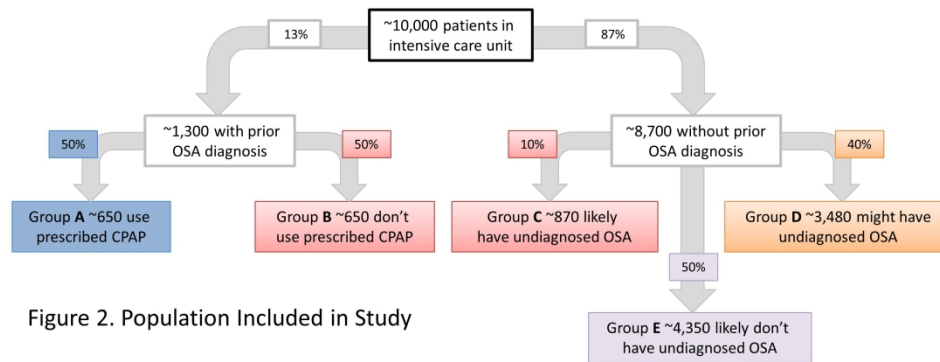 ~10,000 patients in
intensive care unit
13%
87%
~1,300 with prior
OSA diagnosis
~8,700 without prior
OSA diagnosis
50%
50%
10%
40%
Group A ~650 use
prescribed CPAP
Group B ~650 don't
use prescribed CPAP
Group C ~870 likely
have undiagnosed OSA
Group D ~3,480 might have
undiagnosed OSA
50%
Group E ~4,350 likely don't
have undiagnosed OSA
Figure 2. Population Included in Study